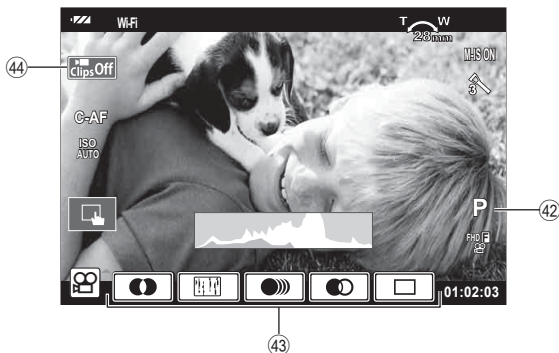 Wi-Fi
T W
28mm
M-IS ON
44
Clips Off
3
C-AF
ISO
AUTO
P
42
FHD F
01:02:03
43